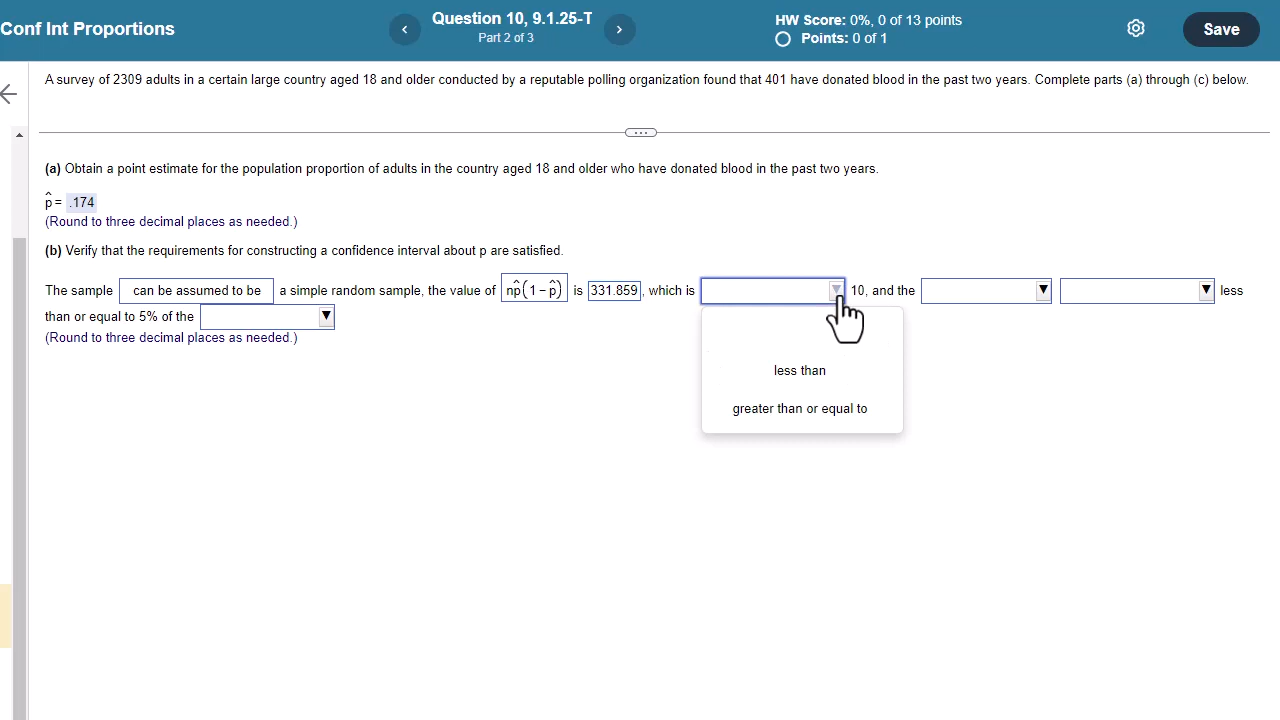 Conf Int Proportions
Question 10, 9.1.25-T
Part 2 of 3
HW Score: 0%, 0 of 13 points
Points: 0 of 1
Save
A survey of 2309 adults in a certain large country aged 18 and older conducted by a reputable polling organization found that 401 have donated blood in the past two years. Complete parts (a) through (c) below.
(a) Obtain a point estimate for the population proportion of adults in the country aged 18 and older who have donated blood in the past two years.
p̂ = .174
(Round to three decimal places as needed.)
(b) Verify that the requirements for constructing a confidence interval about p are satisfied.
The sample can be assumed to be a simple random sample, the value of np̂(1 - p̂) is 331.859, which is 10, and the less
than or equal to 5% of the
(Round to three decimal places as needed.)
less than
greater than or equal to